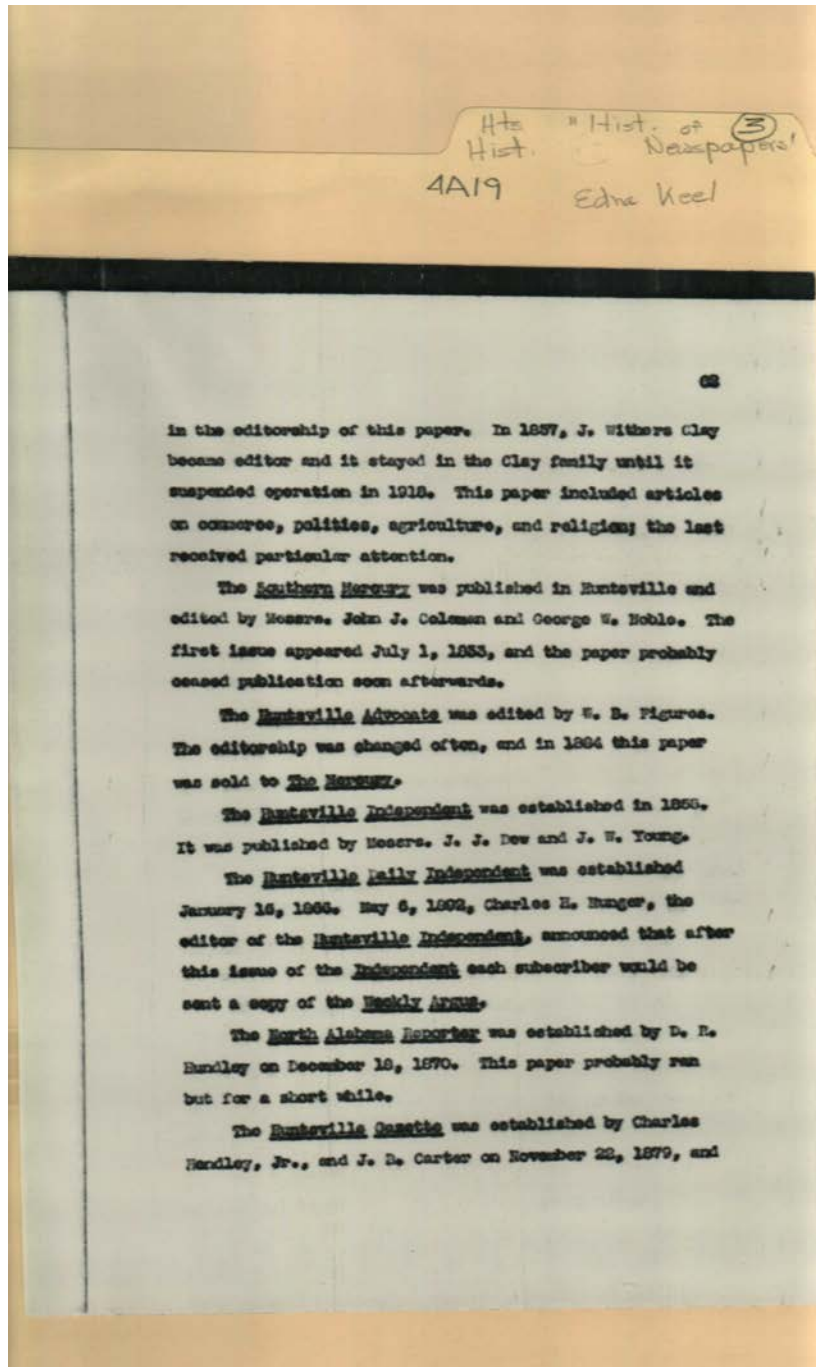 Hts "Hist. of 3
Hist. Newspapers"
4A19 Edna Keel
62
in the editorship of this paper. In 1857, J. Withers Clay
became editor and it stayed in the Clay family until it
suspended operation in 1918. This paper included articles
on commerce, politics, agriculture, and religion; the last
received particular attention.
The Southern Mercury was published in Huntsville and
edited by Messrs. John J. Coleman and George W. Noble. The
first issue appeared July 1, and the paper probably
ceased publication soon afterwards.
The Huntsville Advocate was edited by W. B. Figures.
The editorship was changed often, and in this paper
was sold to The Mercury.
The Huntsville Independent was established in
It was published by Messrs. J. J. Dew and J. W. Young.
The Huntsville Daily Independent was established
January 16, 1866. May 5, 1892, Charles H. Hunger, the
editor of the Huntsville Independent, announced that after
this issue of the Independent each subscriber would be
sent a copy of the Weekly Argus.
The North Alabama Reporter was established by D. R.
Hundley on December 18, 1870. This paper probably ran
but for a short while.
The Huntsville Gazette was established by Charles
Hendley, Jr., and J. D. Carter on November 22, 1879, and